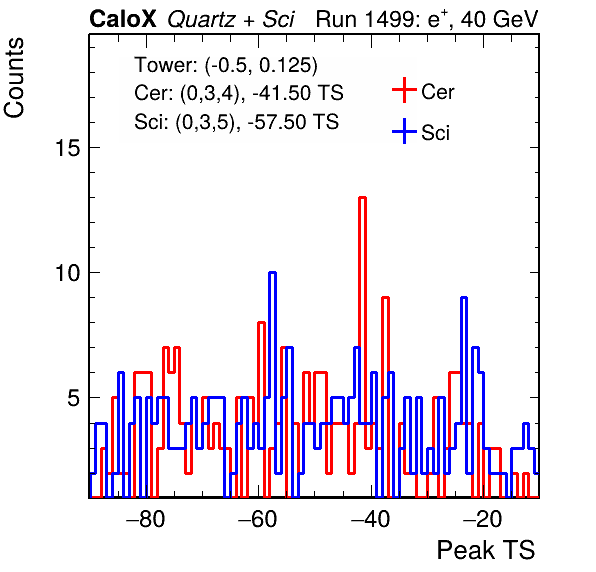 CaloX Quartz + Sci Run 1499: e+, 40 GeV
Counts
Tower: (-0.5, 0.125)
Cer: (0,3,4), -41.50 TS
Sci: (0,3,5), -57.50 TS
Cer
Sci
15
10
5
−80 −60 −40 −20
Peak TS